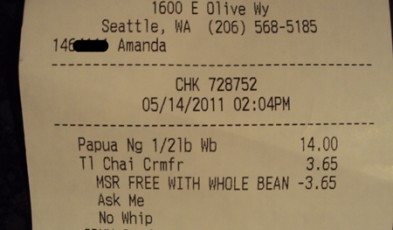 1600 E Olive Wy
Seattle, WA (206) 568-5185
146 Amanda
CHK 728752
05/14/2011 02:04PM
Papua Ng 1/2lb Wb 14.00
Tl Chai Crmfr 3.65
MSR FREE WITH WHOLE BEAN -3.65
Ask Me
No Whip